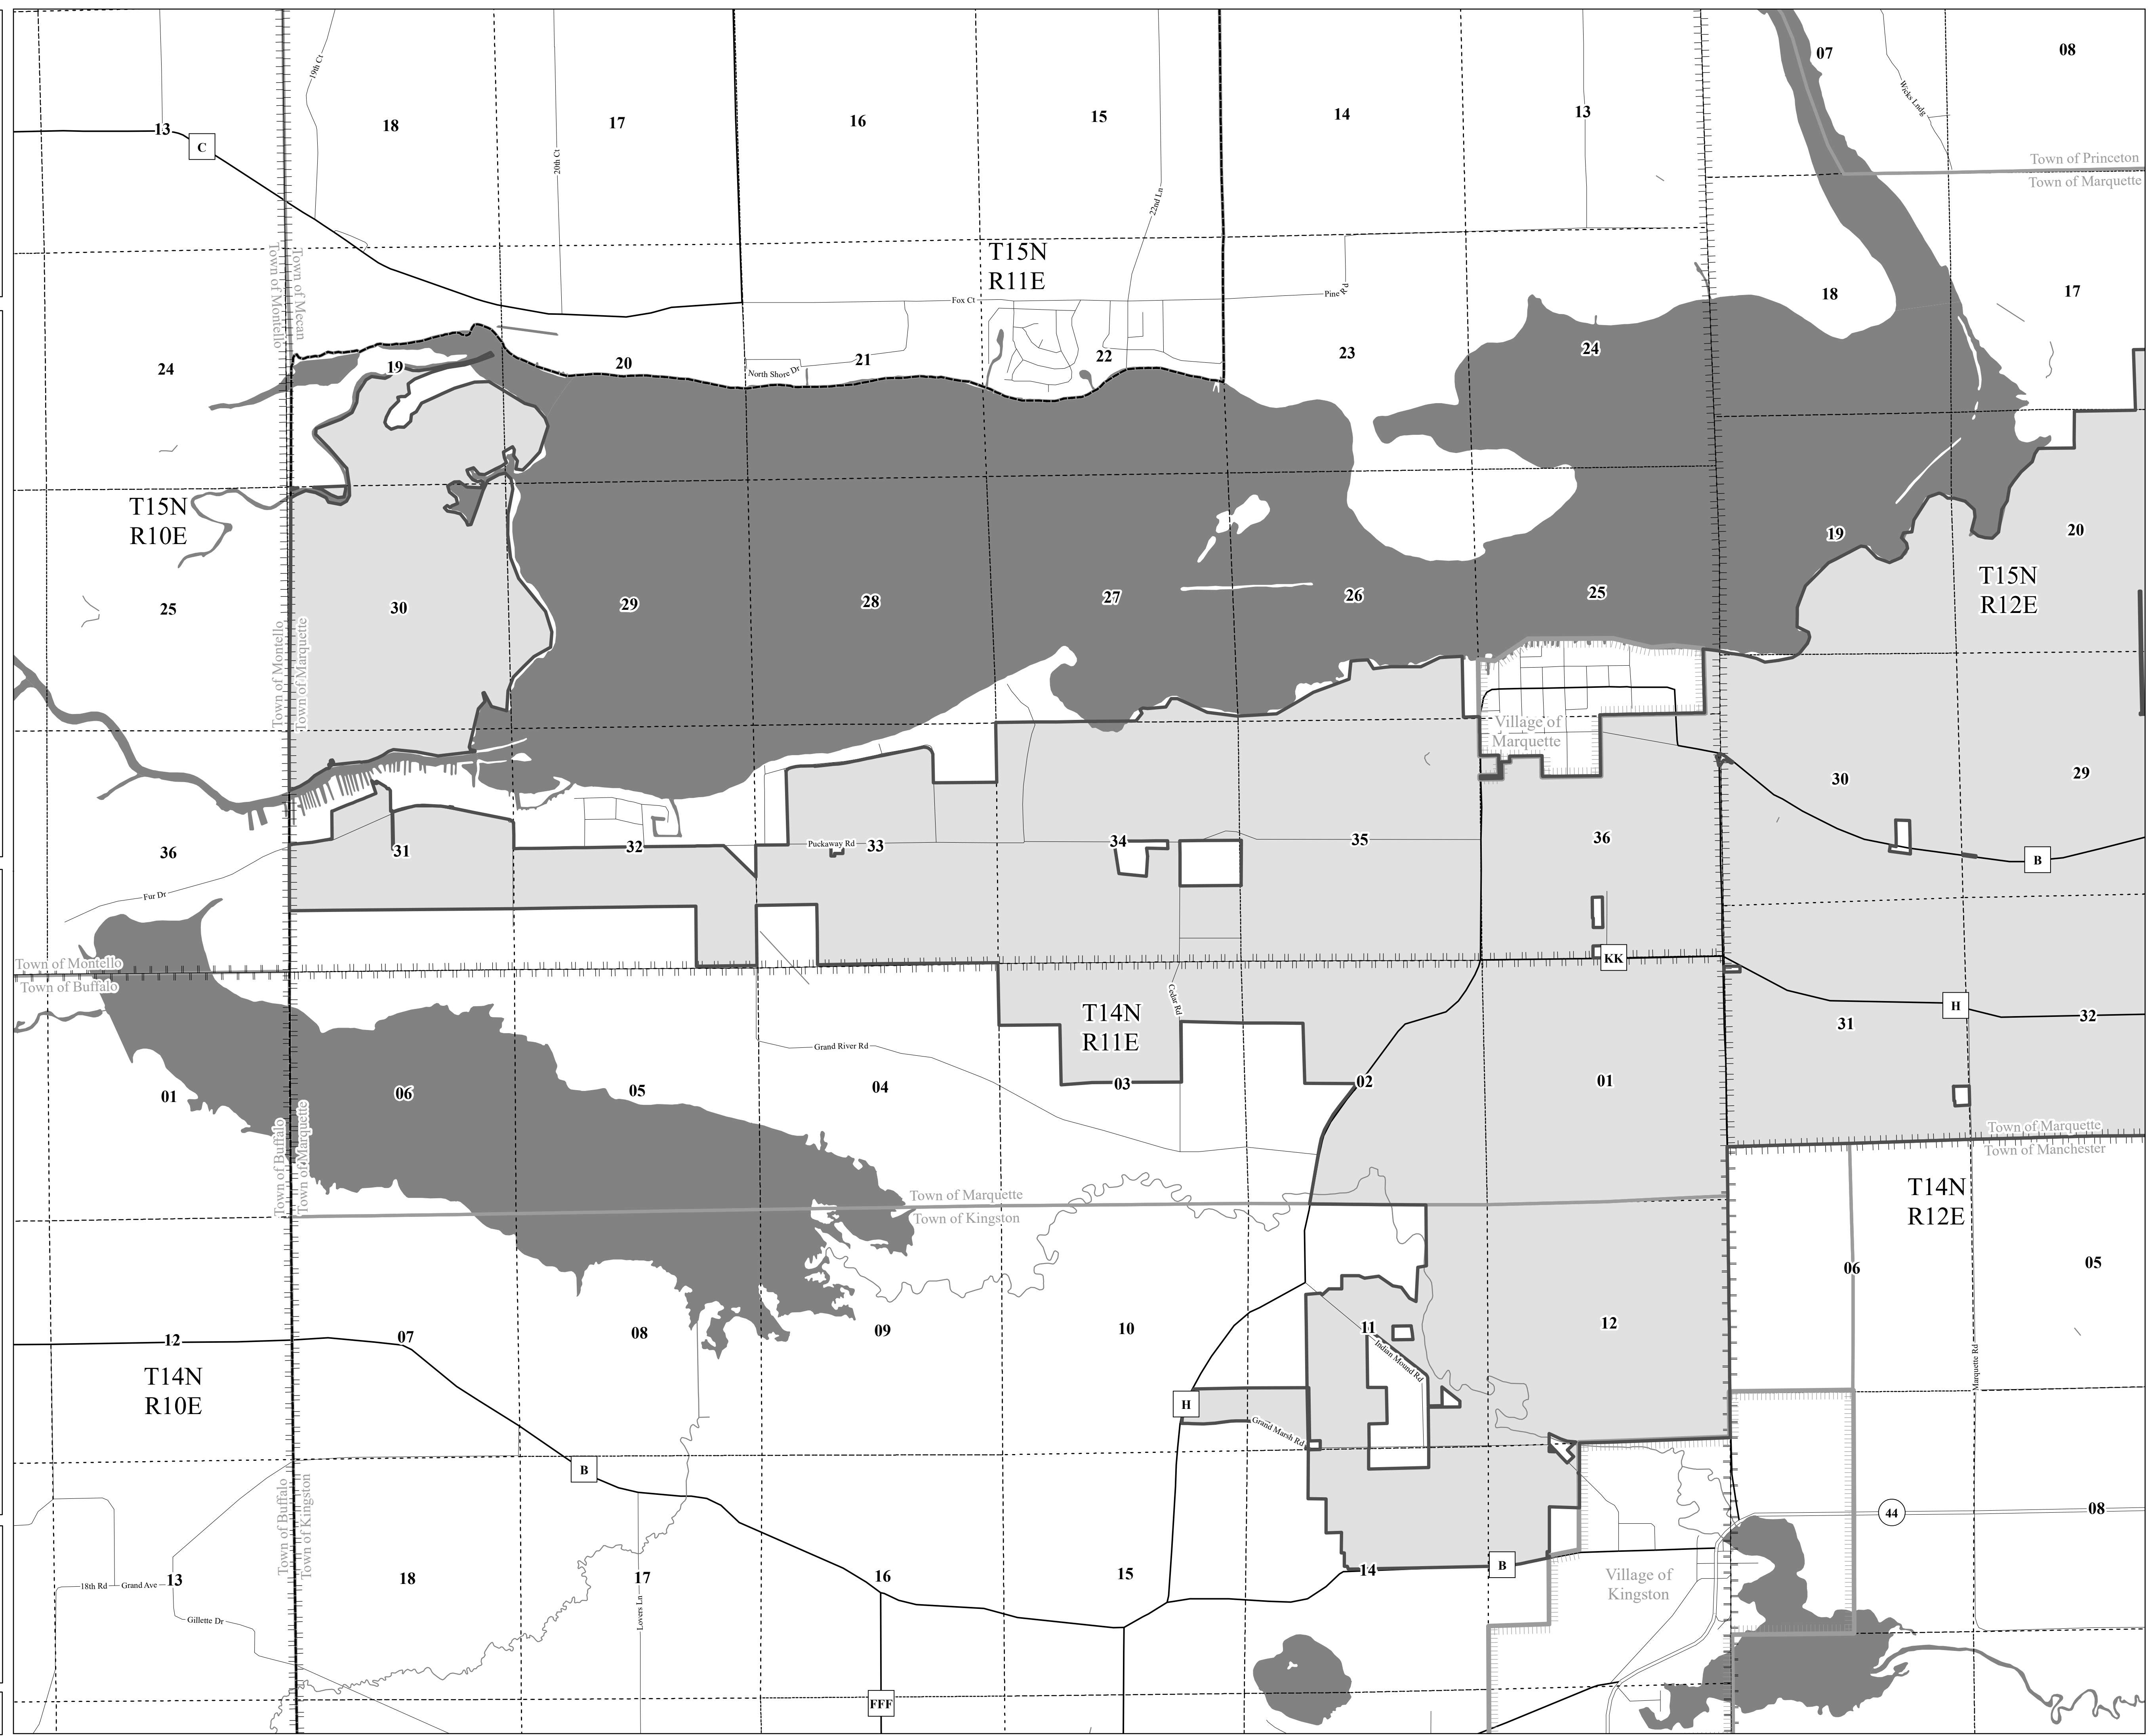 07
08
19th Ct
Wicks Lndg
18
17
16
15
14
13
13
C
20th Ct
22nd Ln
Town of Princeton
Town of Marquette
Town of Montello
Town of Mecan
T15N
R11E
Fox Ct
Pine Rd
18
17
24
19
20
North Shore Dr
21
22
23
24
T15N
R10E
19
20
T15N
R12E
25
30
29
28
27
26
25
Town of Montello
Town of Marquette
Village of
Marquette
30
29
36
31
32
Puckaway Rd
33
34
35
36
B
Fur Dr
Town of Montello
Town of Buffalo
KK
Cedar Rd
H
T14N
R11E
31
32
Grand River Rd
01
06
05
04
03
02
01
Town of Buffalo
Town of Marquette
Town of Marquette
Town of Manchester
T14N
R12E
Town of Marquette
Town of Kingston
06
05
12
07
08
09
10
11
12
Indian Mound Rd
Marquette Rd
T14N
R10E
H
Grand Marsh Rd
B
Town of Buffalo
Town of Kingston
44
08
18th Rd
Grand Ave
13
18
17
16
15
14
B
Village of
Kingston
Gillette Dr
Lovers Ln
FFF